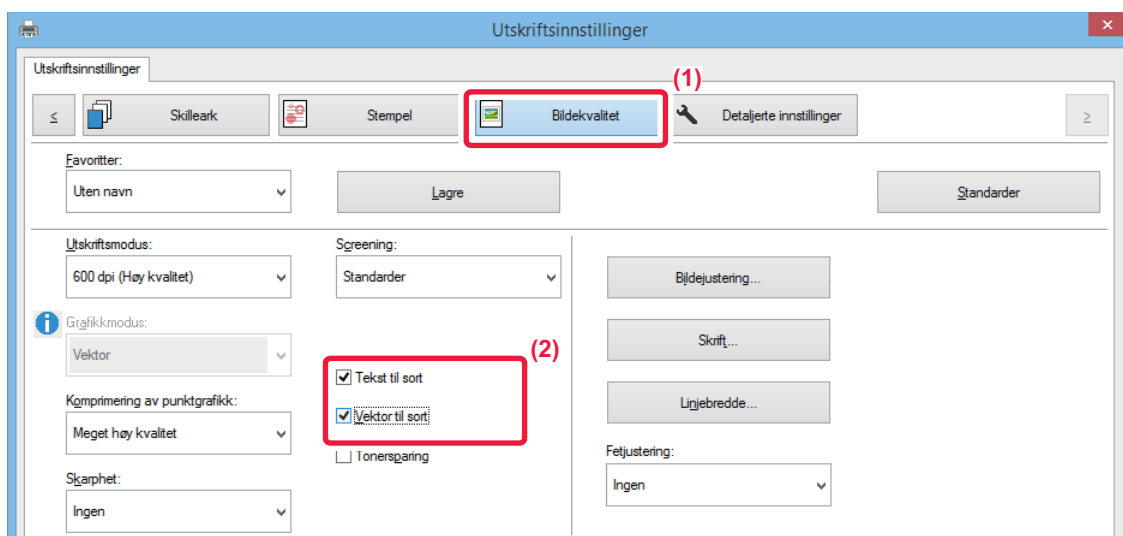 Utskriftsinnstillinger
Utskriftsinnstillinger
(1)
< Skilleark Stempel Bildekvalitet Detaljerte innstillinger >
Favoritter:
Uten navn Lagre Standarder
Utskriftsmodus: Screening:
600 dpi (Høy kvalitet) Standarder Bildejustering...
Grafikkmodus:
Vektor Skrift...
(2)
Tekst til sort
Komprimering av punktgrafikk: Vektor til sort Linjebredde...
Meget høy kvalitet
Tonersparing Fetjustering:
Skarphet:
Ingen Ingen